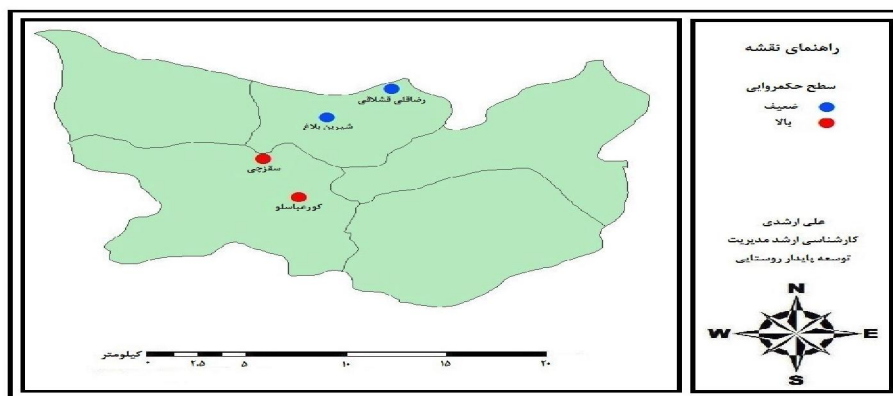 راهنمای نقشه
سطح حکمروایی
ضعیف
بالا
رضاقلی قشلاقی
شیرین بلاغ
سقزچی
کورعباسلو
علی ارشدی
کارشناسی ارشد مدیریت
توسعه پایدار روستایی
N
W E
S
کیلومتر
۰ ۲.۵ ۵ ۱۰ ۱۵ ۲۰